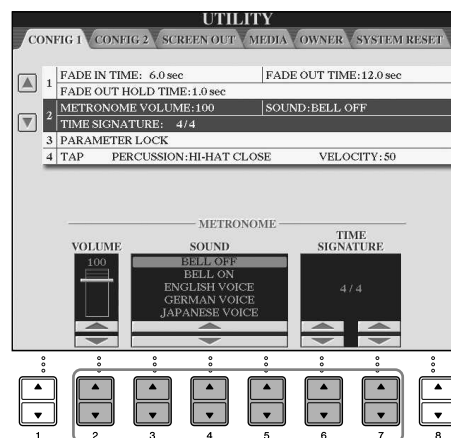 UTILITY
CONFIG 1 CONFIG 2 SCREEN OUT MEDIA OWNER SYSTEM RESET
1 FADE IN TIME: 6.0 sec FADE OUT TIME:12.0 sec
FADE OUT HOLD TIME:1.0 sec
2 METRONOME VOLUME:100 SOUND:BELL OFF
TIME SIGNATURE: 4/4
3 PARAMETER LOCK
4 TAP PERCUSSION:HI-HAT CLOSE VELOCITY:50
METRONOME
VOLUME SOUND TIME SIGNATURE
100 BELL OFF
BELL ON
ENGLISH VOICE 4/4
GERMAN VOICE
JAPANESE VOICE
1 2 3 4 5 6 7 8